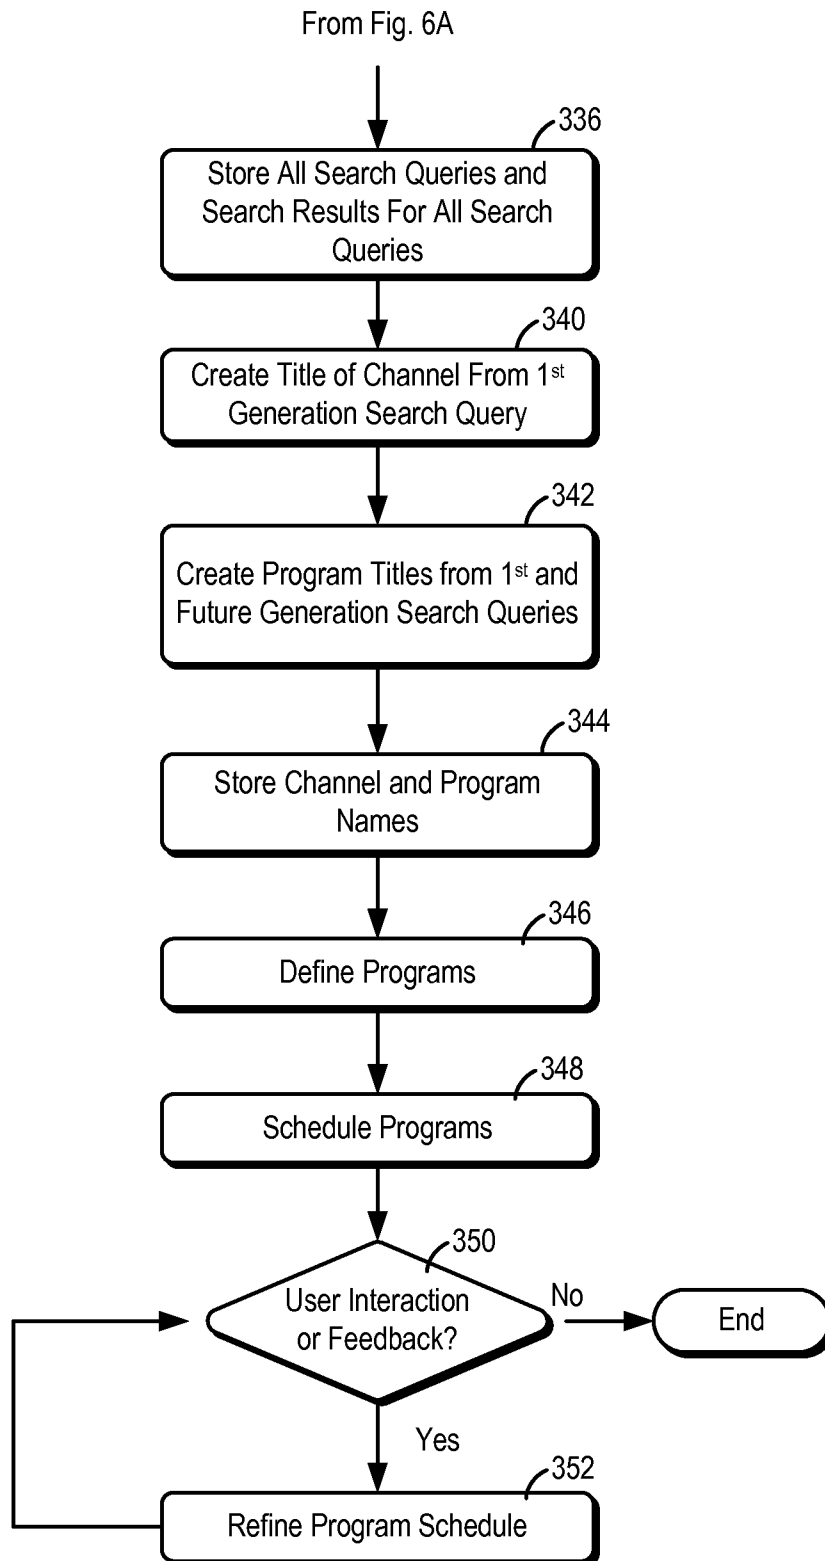 From Fig. 6A
336
Store All Search Queries and
Search Results For All Search
Queries
340
Create Title of Channel From 1st
Generation Search Query
342
Create Program Titles from 1st and
Future Generation Search Queries
344
Store Channel and Program
Names
346
Define Programs
348
Schedule Programs
350
User Interaction
or Feedback?
No
End
Yes
352
Refine Program Schedule